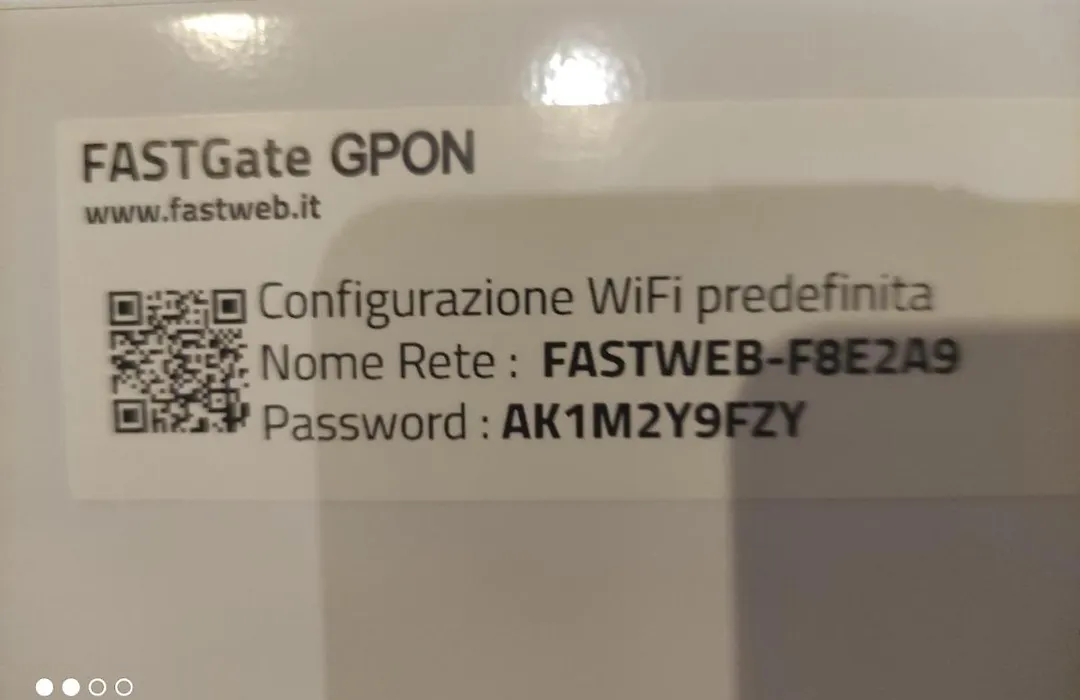 FASTGate GPON
www.fastweb.it
Configurazione WiFi predefinita
Nome Rete : FASTWEB-F8E2A9
Password : AK1M2Y9FZY